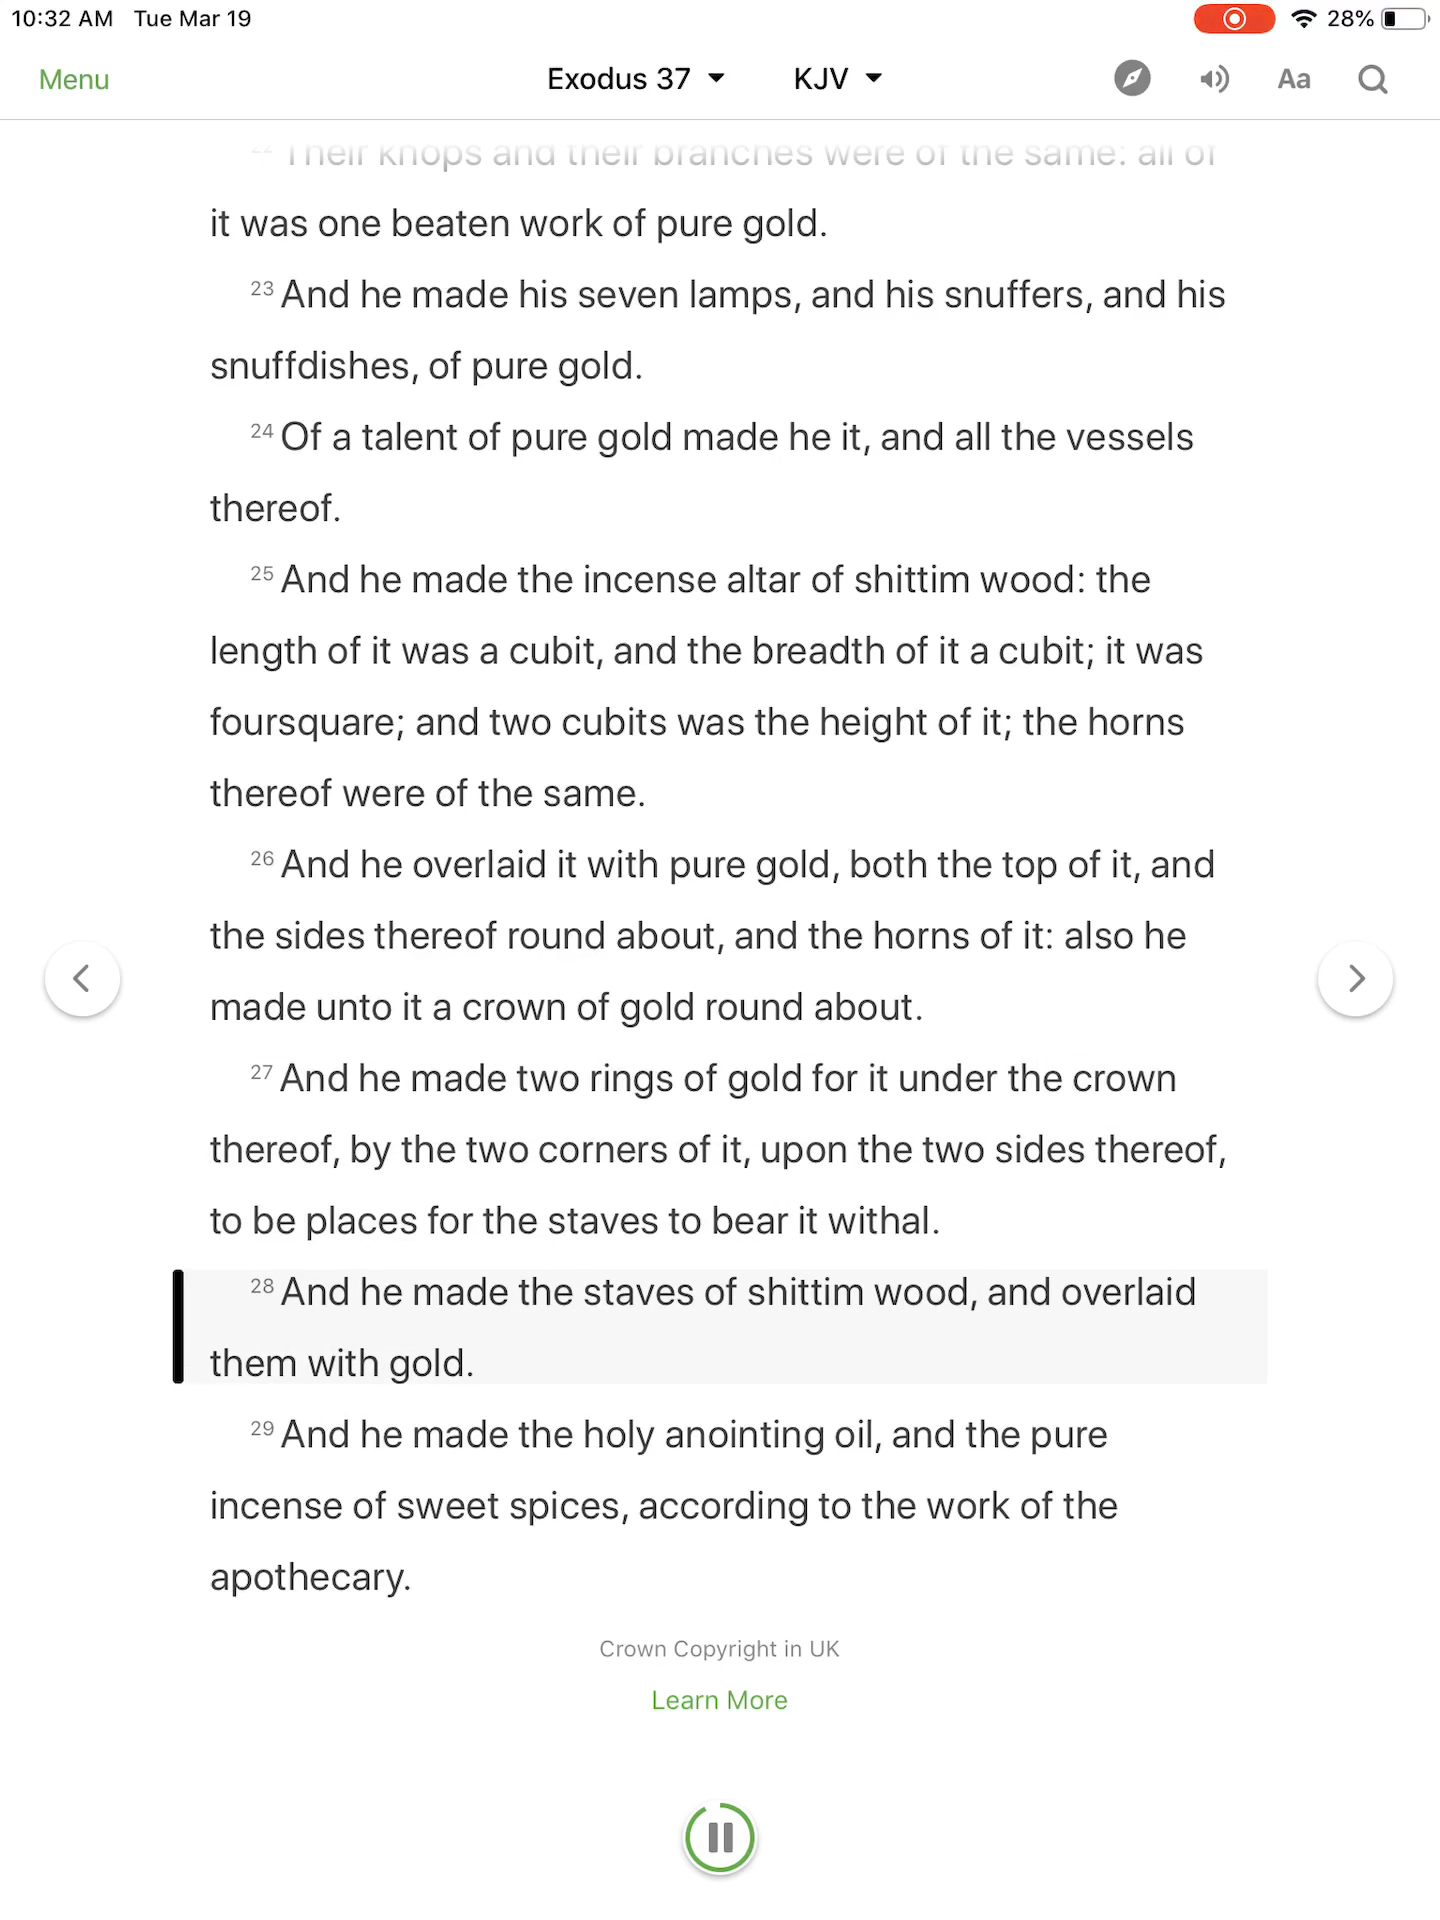 10:32 AM Tue Mar 19 28%
Menu Exodus 37 KJV Aa
22 Their knops and their branches were of the same: all of
it was one beaten work of pure gold.
23 And he made his seven lamps, and his snuffers, and his
snuffdishes, of pure gold.
24 Of a talent of pure gold made he it, and all the vessels
thereof.
25 And he made the incense altar of shittim wood: the
length of it was a cubit, and the breadth of it a cubit; it was
foursquare; and two cubits was the height of it; the horns
thereof were of the same.
26 And he overlaid it with pure gold, both the top of it, and
the sides thereof round about, and the horns of it: also he
made unto it a crown of gold round about.
27 And he made two rings of gold for it under the crown
thereof, by the two corners of it, upon the two sides thereof,
to be places for the staves to bear it withal.
28 And he made the staves of shittim wood, and overlaid
them with gold.
29 And he made the holy anointing oil, and the pure
incense of sweet spices, according to the work of the
apothecary.
Crown Copyright in UK
Learn More